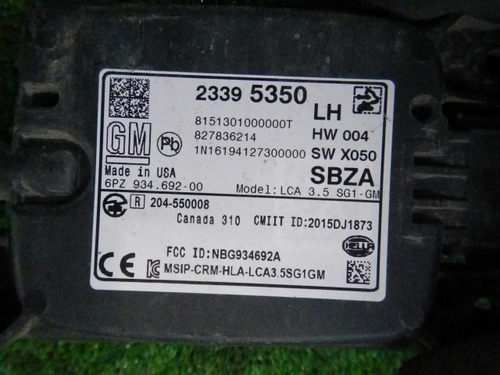 2339 5350 LH
8151301000000T
GM Pb 827836214 HW 004
1N16194127300000 SW X050
Made in USA SBZA
6PZ 934.692-00 Model: LCA 3.5 SG1-GM
R 204-550008
Canada 310 CMIIT ID:2015DJ1873
FCC ID:NBG934692A HELLA
CE MSIP-CRM-HLA-LCA3.5SG1GM